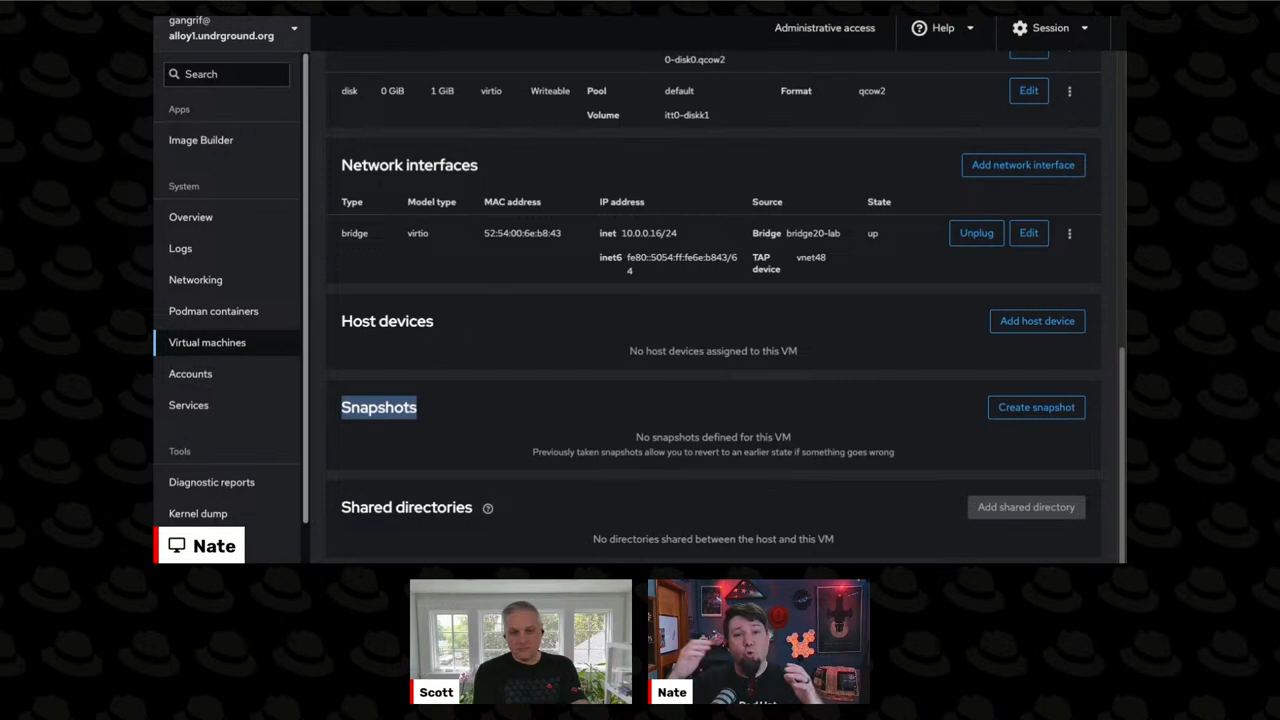 gangrif@
alloy1.undrground.org
Administrative access
Help
Session
Search
Apps
Image Builder
System
Overview
Logs
Networking
Podman containers
Virtual machines
Accounts
Services
Tools
Diagnostic reports
Kernel dump
0-disk0.qcow2
disk 0 GiB 1 GiB virtio Writeable Pool default Format qcow2 Edit
Volume itt0-diskk1
Network interfaces Add network interface
Type Model type MAC address IP address Source State
bridge virtio 52:54:00:6e:b8:43 inet 10.0.0.16/24 Bridge bridge20-lab up Unplug Edit
inet6 fe80::5054:ff:fe6e:b843/6
4
TAP
device
vnet48
Host devices Add host device
No host devices assigned to this VM
Snapshots Create snapshot
No snapshots defined for this VM
Previously taken snapshots allow you to revert to an earlier state if something goes wrong
Shared directories Add shared directory
No directories shared between the host and this VM
Nate
Scott
Nate